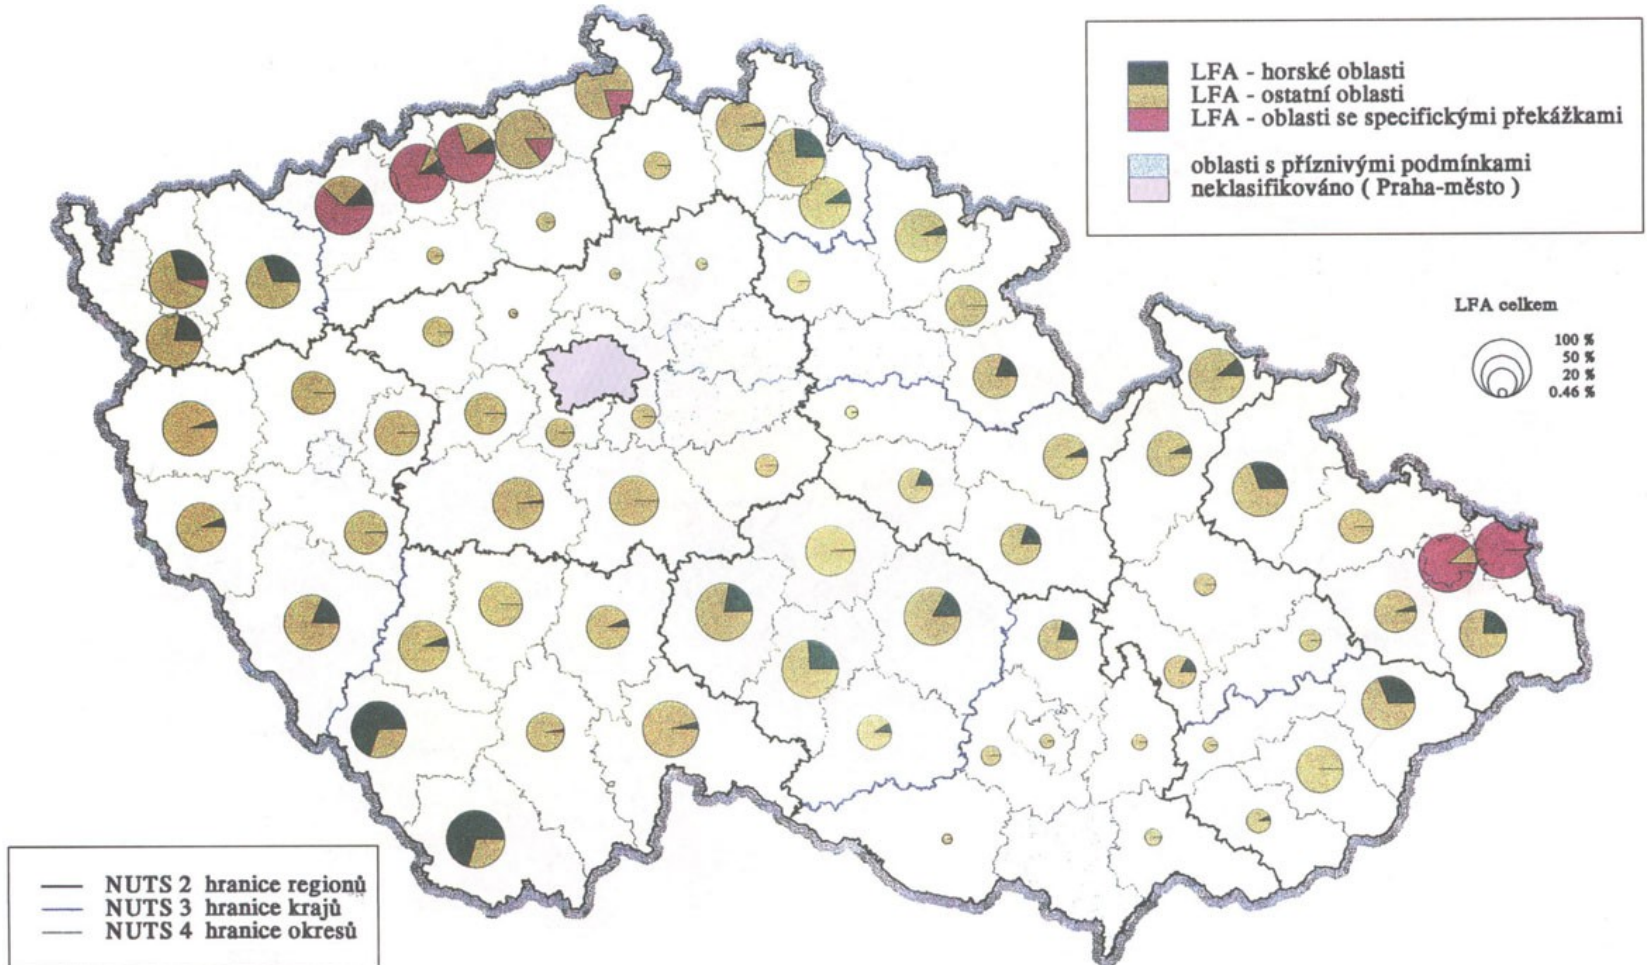 LFA - horské oblasti
LFA - ostatní oblasti
LFA - oblasti se specifickými překážkami
oblasti s příznivými podmínkami
neklasifikováno ( Praha-město )
LFA celkem
100 %
50 %
20 %
0.46 %
NUTS 2 hranice regionů
NUTS 3 hranice krajů
NUTS 4 hranice okresů